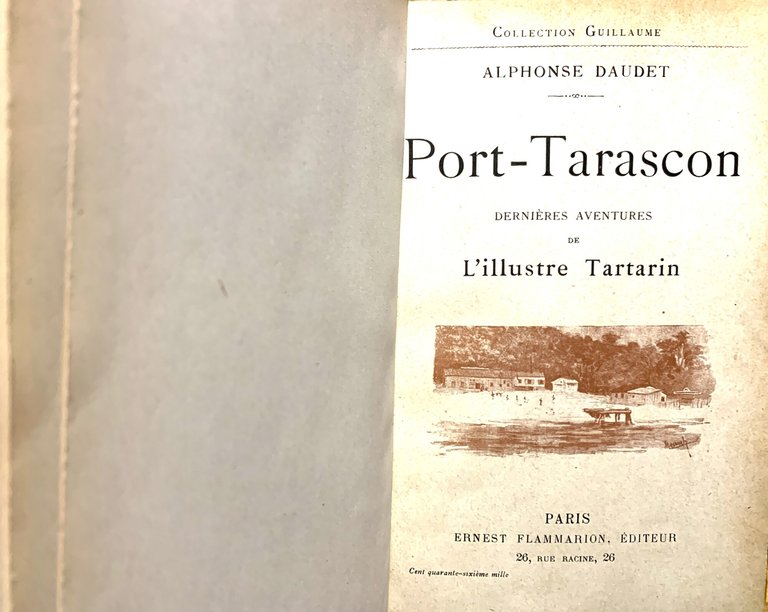 Collection Guillaume
ALPHONSE DAUDET
Port-Tarascon
DERNIÈRES AVENTURES
DE
L'illustre Tartarin
PARIS
ERNEST FLAMMARION, ÉDITEUR
26, RUE RACINE, 26
Cent quarante-sixième mille